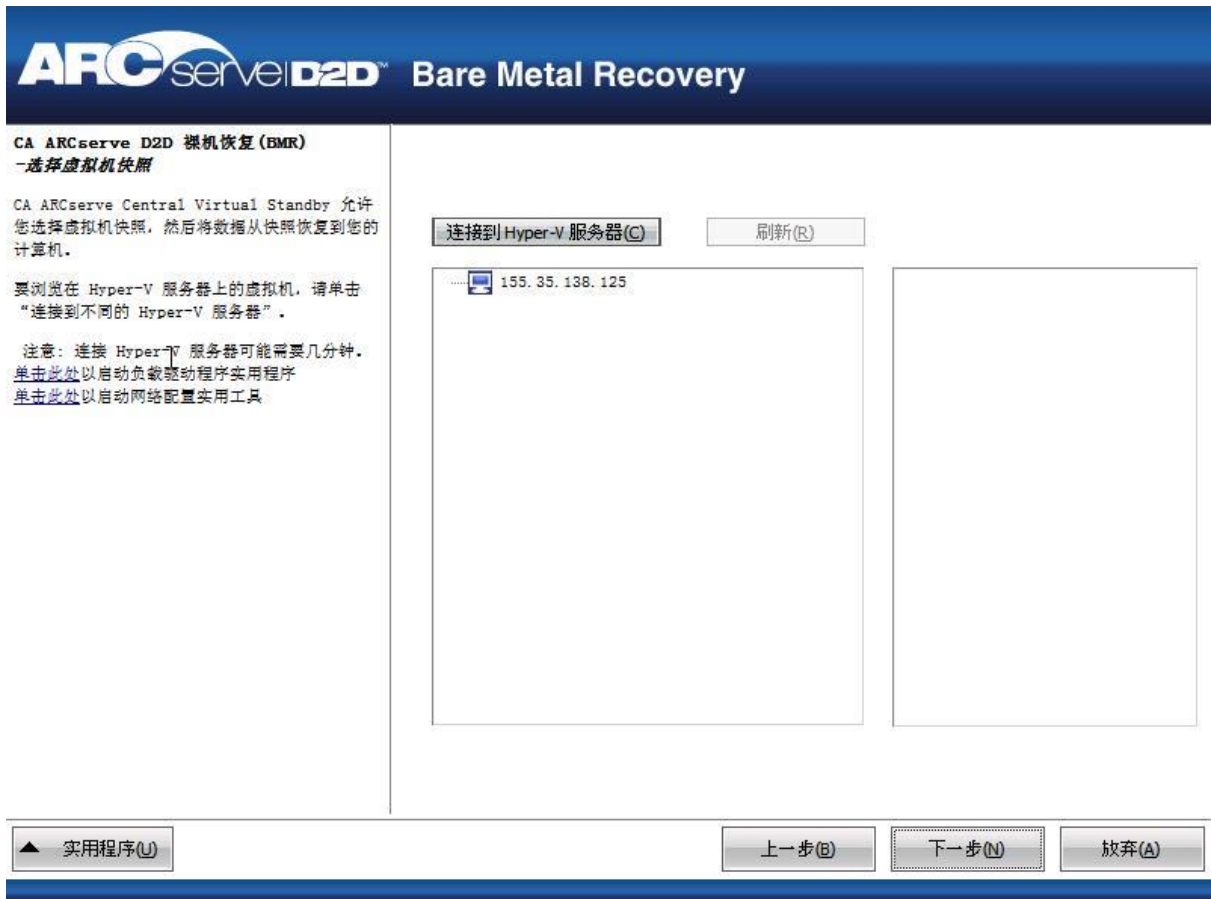 ARCserve D2D™ Bare Metal Recovery
CA ARCserve D2D 裸机恢复(BMR)
-选择虚拟机快照
CA ARCserve Central Virtual Standby 允许
您选择虚拟机快照，然后将数据从快照恢复到您的
计算机。
要浏览在 Hyper-V 服务器上的虚拟机，请单击
“连接到不同的 Hyper-V 服务器”。
注意: 连接 Hyper-V 服务器可能需要几分钟。
单击此处以启动负载驱动程序实用程序
单击此处以启动网络配置实用工具
连接到 Hyper-V 服务器(C)
刷新(R)
155.35.138.125
实用程序(U)
上一步(B)
下一步(N)
放弃(A)